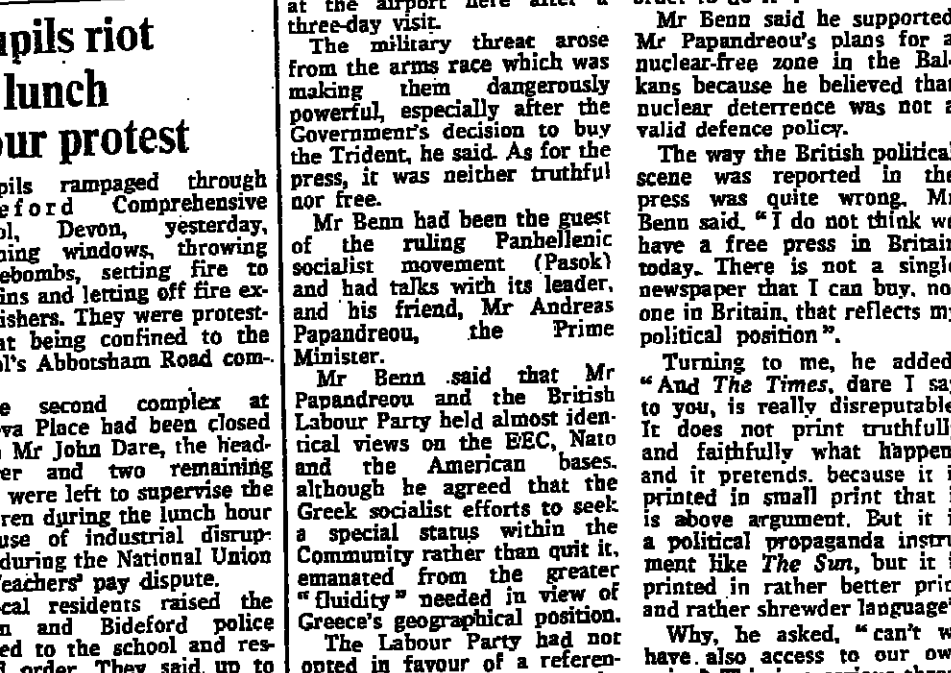 upils riot
lunch
our protest
pils rampaged through
eford Comprehensive
ol, Devon, yesterday,
hing windows, throwing
ebombs, setting fire to
ins and letting off fire ex-
ishers. They were protest-
at being confined to the
ol's Abbotsham Road com-
e second complex at
va Place had been closed
Mr John Dare, the head-
er and two remaining
were left to supervise the
ren during the lunch hour
use of industrial disrup-
during the National Union
Teachers' pay dispute.
cal residents raised the
n and Bideford police
ed to the school and res-
order. They said up to
at the airport here after a
three-day visit.
The military threat arose
from the arms race which was
making them dangerously
powerful, especially after the
Government's decision to buy
the Trident, he said. As for the
press, it was neither truthful
nor free.
Mr Benn had been the guest
of the ruling Panhellenic
socialist movement (Pasok)
and had talks with its leader,
and his friend, Mr Andreas
Papandreou, the Prime
Minister.
Mr Benn said that Mr
Papandreou and the British
Labour Party held almost iden-
tical views on the EEC, Nato
and the American bases,
although he agreed that the
Greek socialist efforts to seek
a special status within the
Community rather than quit it,
emanated from the greater
"fluidity" needed in view of
Greece's geographical position.
The Labour Party had not
opted in favour of a referen-
Mr Benn said he supported
Mr Papandreou's plans for a
nuclear-free zone in the Bal-
kans because he believed that
nuclear deterrence was not a
valid defence policy.
The way the British political
scene was reported in the
press was quite wrong, Mr
Benn said. "I do not think we
have a free press in Britain
today. There is not a single
newspaper that I can buy, no
one in Britain, that reflects my
political position".
Turning to me, he added
"And The Times, dare I say
to you, is really disreputable
It does not print truthfull
and faithfully what happen
and it pretends, because it i
printed in small print that i
is above argument. But it i
a political propaganda instru
ment like The Sun, but it i
printed in rather better prin
and rather shrewder language
Why, he asked, "can't w
have also access to our ow